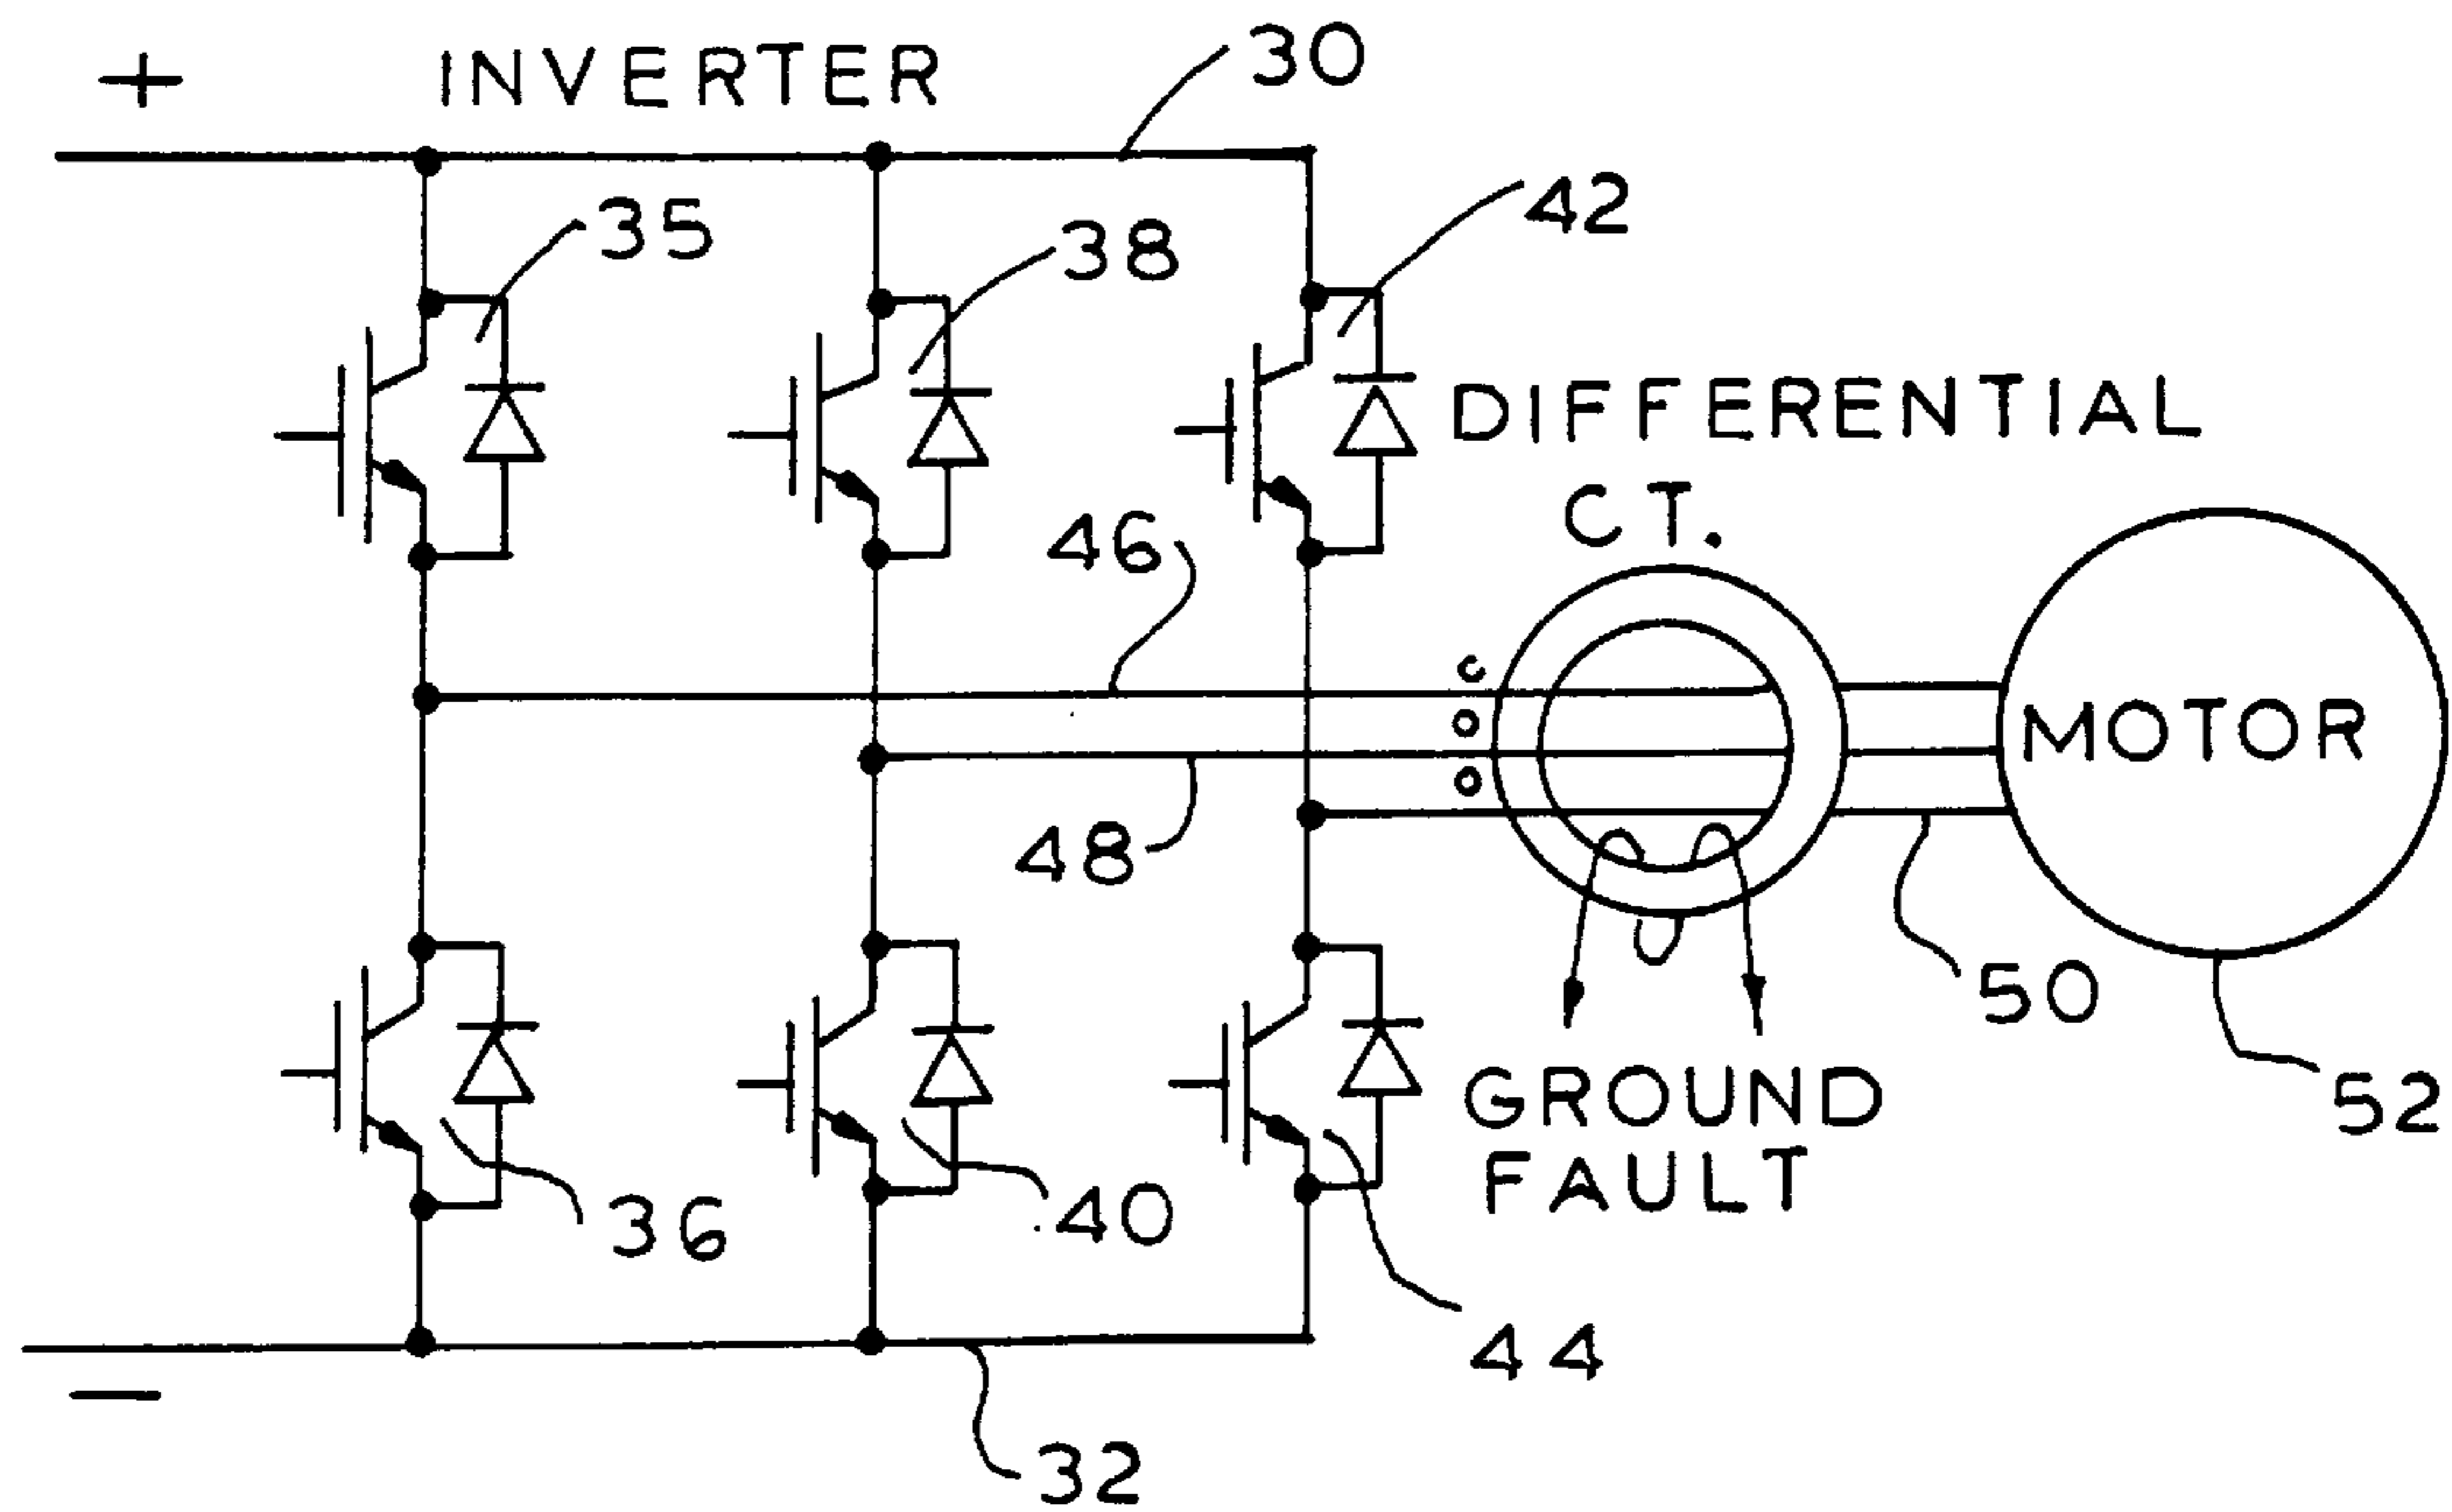 +
INVERTER
30
35
38
42
DIFFERENTIAL
C T.
46
MOTOR
48
50
52
GROUND
FAULT
36
40
44
−
32